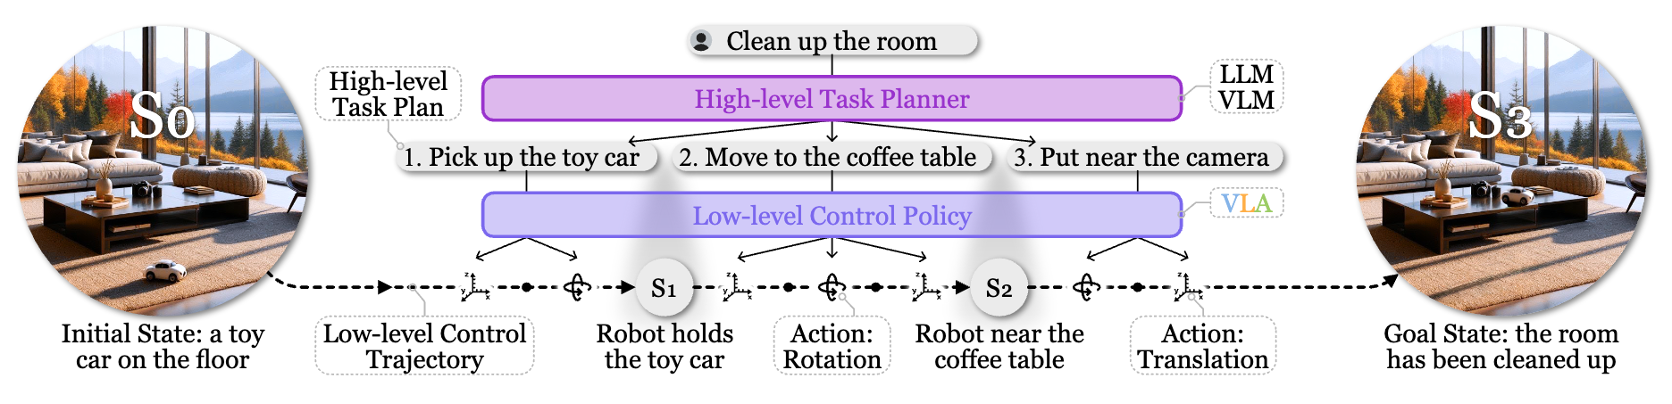 Clean up the room
High-level
Task Plan
High-level Task Planner
LLM
VLM
S0
S3
1. Pick up the toy car
2. Move to the coffee table
3. Put near the camera
Low-level Control Policy
VLA
z
y
x
S1
z
y
x
z
y
x
S2
z
y
x
Initial State: a toy
car on the floor
Low-level Control
Trajectory
Robot holds
the toy car
Action:
Rotation
Robot near the
coffee table
Action:
Translation
Goal State: the room
has been cleaned up